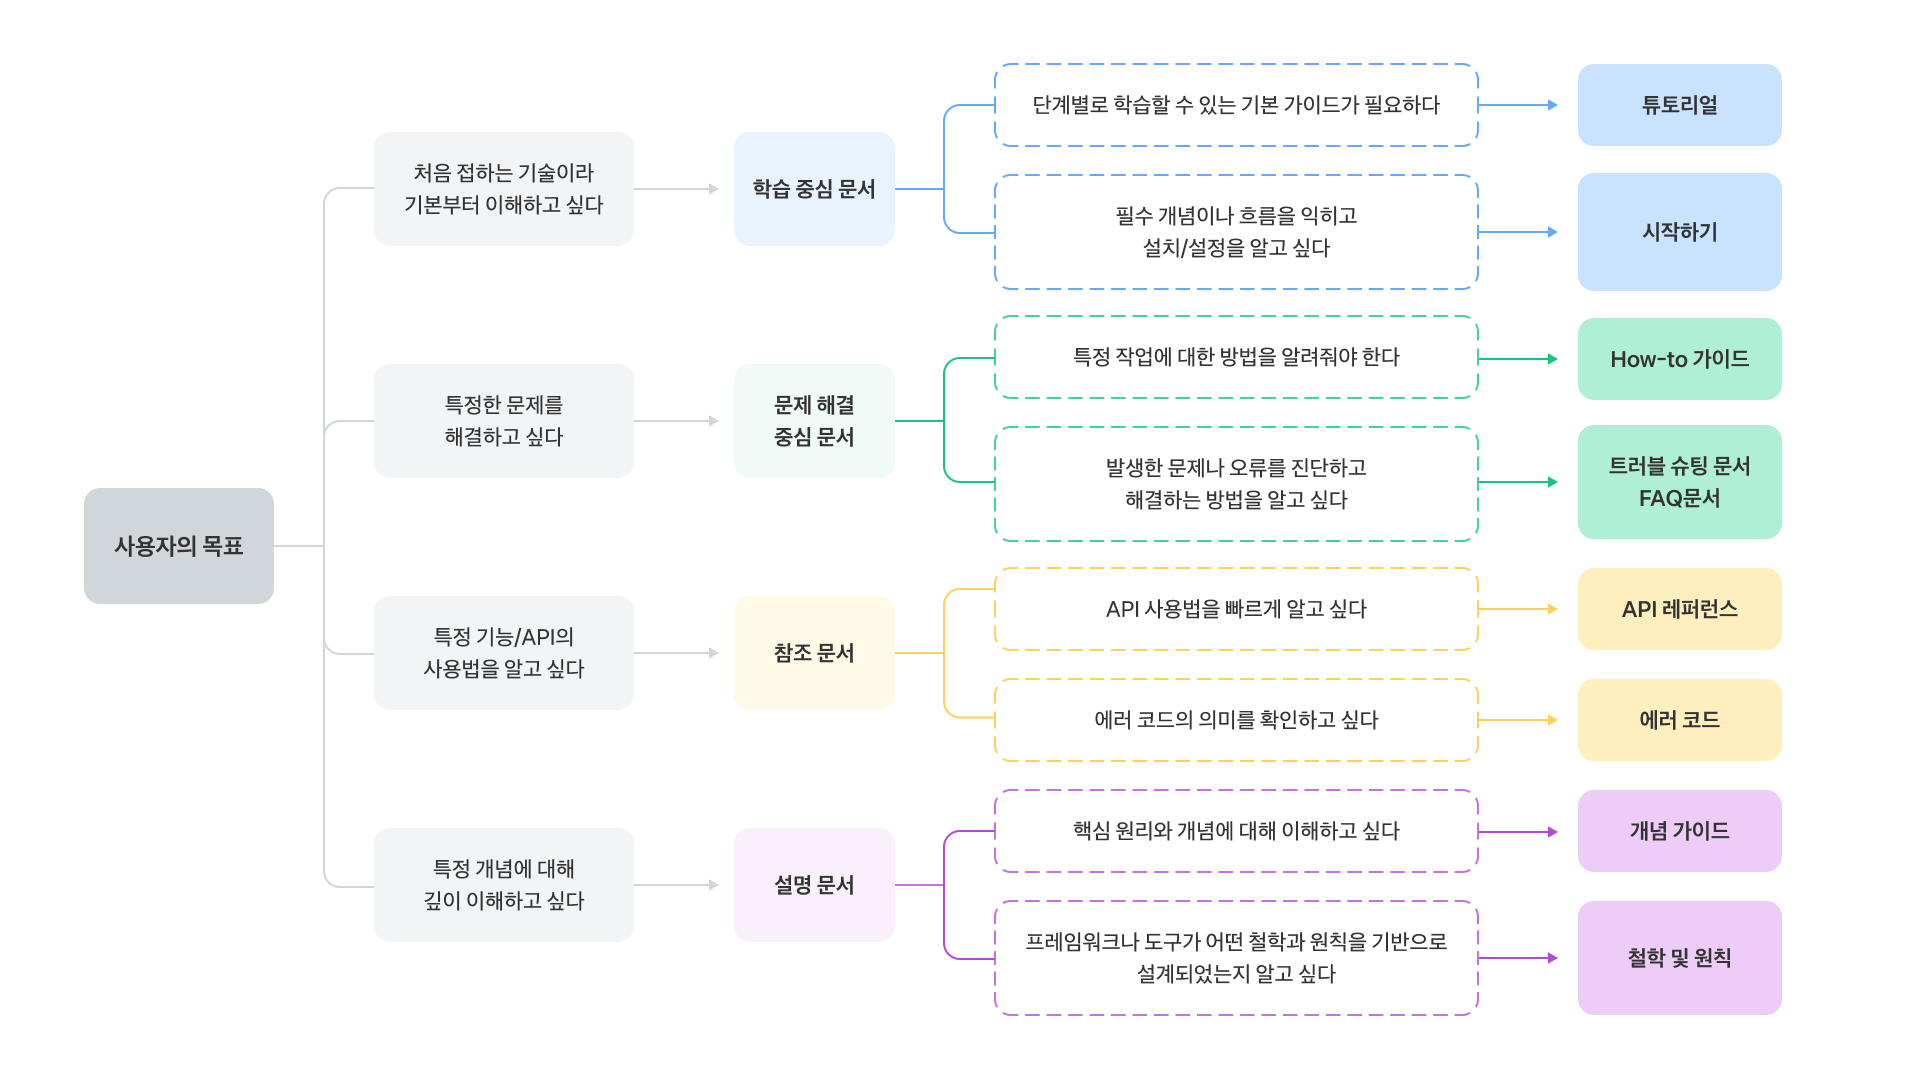 사용자의 목표
처음 접하는 기술이라
기본부터 이해하고 싶다
학습 중심 문서
단계별로 학습할 수 있는 기본 가이드가 필요하다
튜토리얼
필수 개념이나 흐름을 익히고
설치/설정을 알고 싶다
시작하기
특정한 문제를
해결하고 싶다
문제 해결
중심 문서
특정 작업에 대한 방법을 알려줘야 한다
How-to 가이드
발생한 문제나 오류를 진단하고
해결하는 방법을 알고 싶다
트러블 슈팅 문서
FAQ문서
특정 기능/API의
사용법을 알고 싶다
참조 문서
API 사용법을 빠르게 알고 싶다
API 레퍼런스
에러 코드의 의미를 확인하고 싶다
에러 코드
특정 개념에 대해
깊이 이해하고 싶다
설명 문서
핵심 원리와 개념에 대해 이해하고 싶다
개념 가이드
프레임워크나 도구가 어떤 철학과 원칙을 기반으로
설계되었는지 알고 싶다
철학 및 원칙